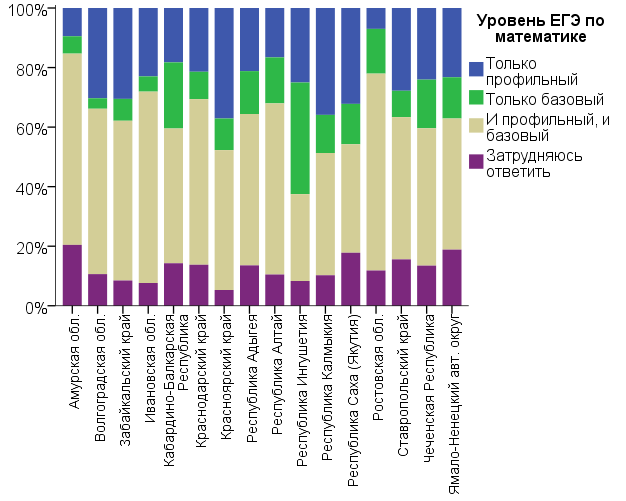 Уровень ЕГЭ по
математике
Только
профильный
Только базовый
И профильный, и
базовый
Затрудняюсь
ответить
100%
80%
60%
40%
20%
0%
Амурская обл.
Волгоградская обл.
Забайкальский край
Ивановская обл.
Кабардино-Балкарская
Республика
Краснодарский край
Красноярский край
Республика Адыгея
Республика Алтай
Республика Ингушетия
Республика Калмыкия
Республика Саха (Якутия)
Ростовская обл.
Ставропольский край
Чеченская Республика
Ямало-Ненецкий авт. округ